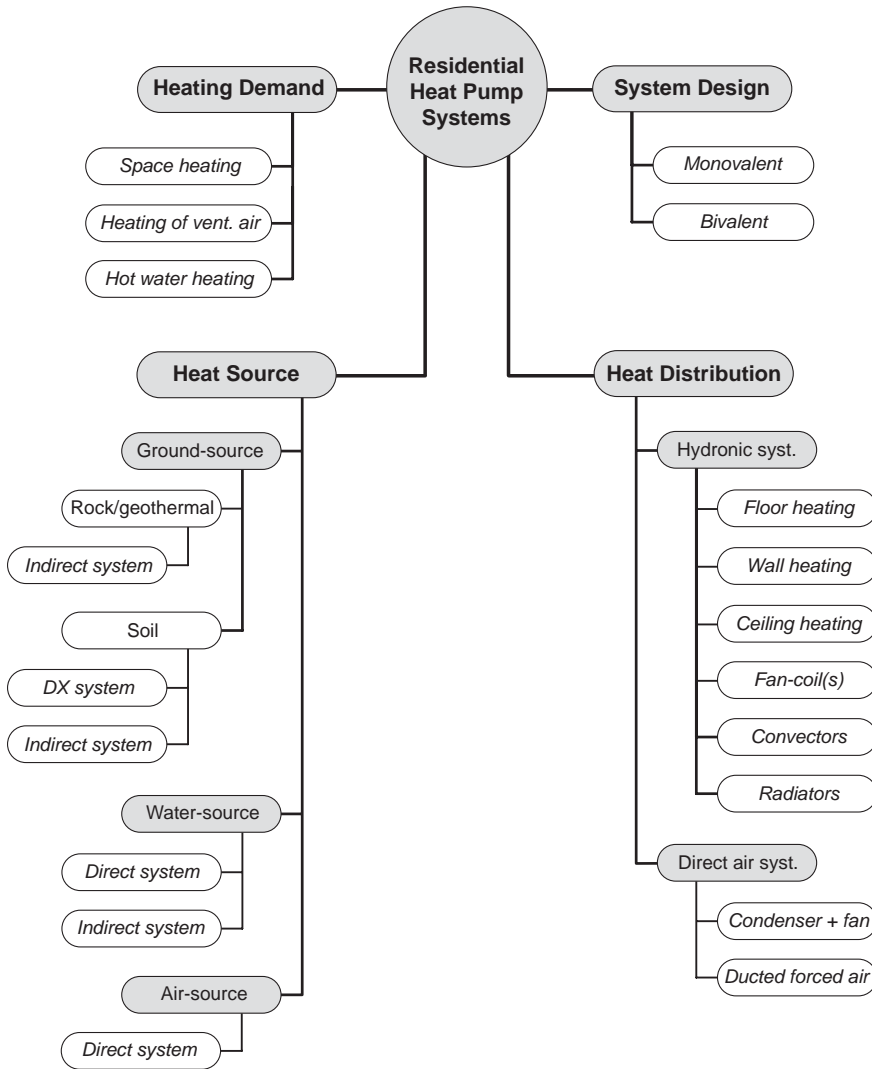 Residential
Heat Pump
Systems
Heating Demand
Space heating
Heating of vent. air
Hot water heating
System Design
Monovalent
Bivalent
Heat Source
Ground-source
Rock/geothermal
Indirect system
Soil
DX system
Indirect system
Water-source
Direct system
Indirect system
Air-source
Direct system
Heat Distribution
Hydronic syst.
Floor heating
Wall heating
Ceiling heating
Fan-coil(s)
Convectors
Radiators
Direct air syst.
Condenser + fan
Ducted forced air